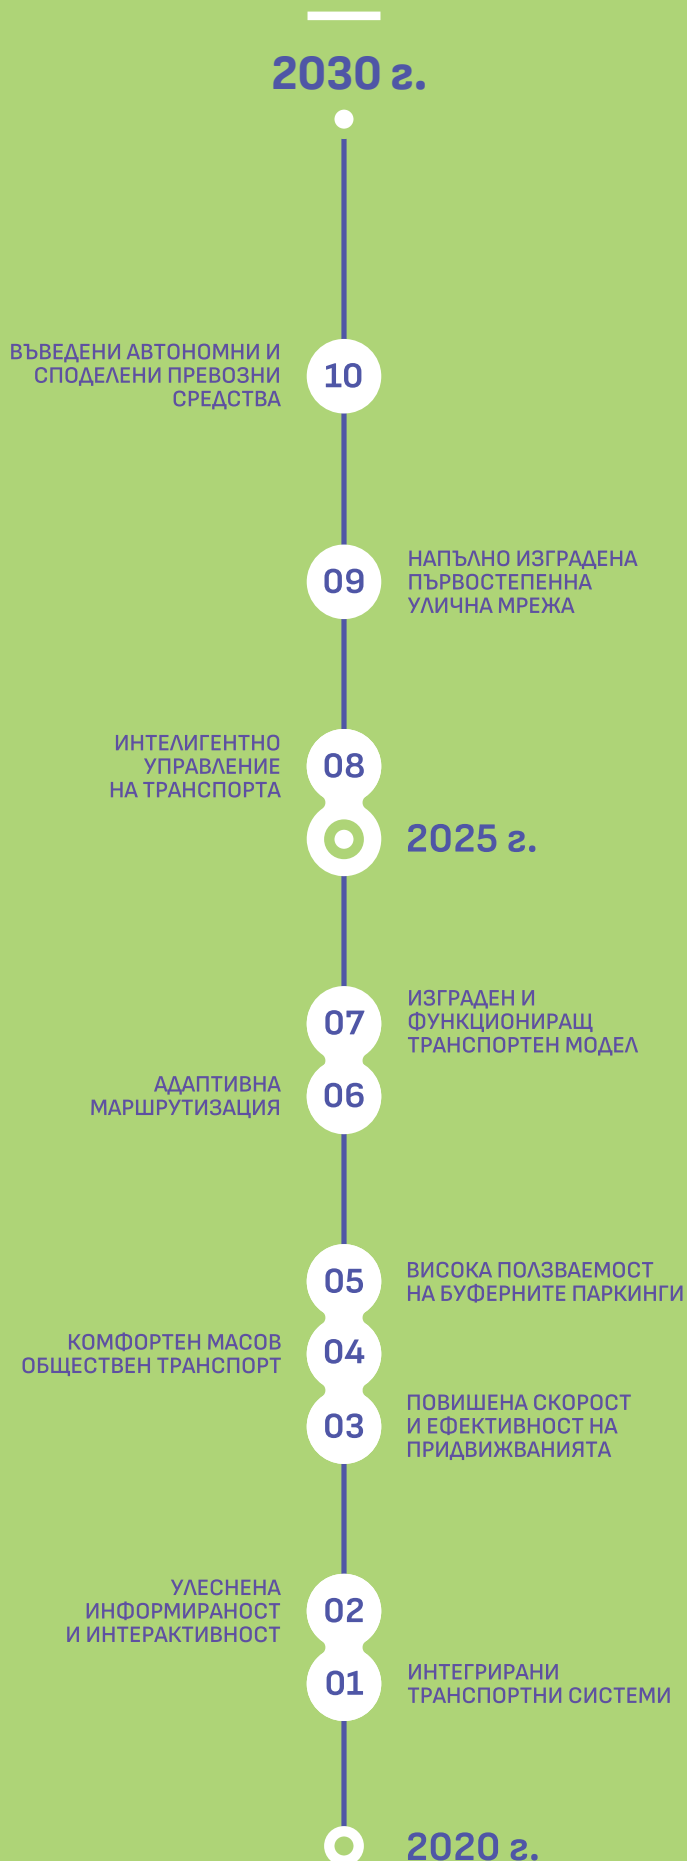 2030 г.
ВЪВЕДЕНИ АВТОНОМНИ И
СПОДЕЛЕНИ ПРЕВОЗНИ
СРЕДСТВА
10
09
НАПЪЛНО ИЗГРАДЕНА
ПЪРВОСТЕПЕННА
УЛИЧНА МРЕЖА
ИНТЕЛИГЕНТНО
УПРАВЛЕНИЕ
НА ТРАНСПОРТА
08
2025 г.
07
ИЗГРАДЕН И
ФУНКЦИОНИРАЩ
ТРАНСПОРТЕН МОДЕЛ
АДАПТИВНА
МАРШРУТИЗАЦИЯ
06
05
ВИСОКА ПОЛЗВАЕМОСТ
НА БУФЕРНИТЕ ПАРКИНГИ
КОМФОРТЕН МАСОВ
ОБЩЕСТВЕН ТРАНСПОРТ
04
03
ПОВИШЕНА СКОРОСТ
И ЕФЕКТИВНОСТ НА
ПРИДВИЖВАНИЯТА
УЛЕСНЕНА
ИНФОРМИРАНОСТ
И ИНТЕРАКТИВНОСТ
02
01
ИНТЕГРИРАНИ
ТРАНСПОРТНИ СИСТЕМИ
2020 г.